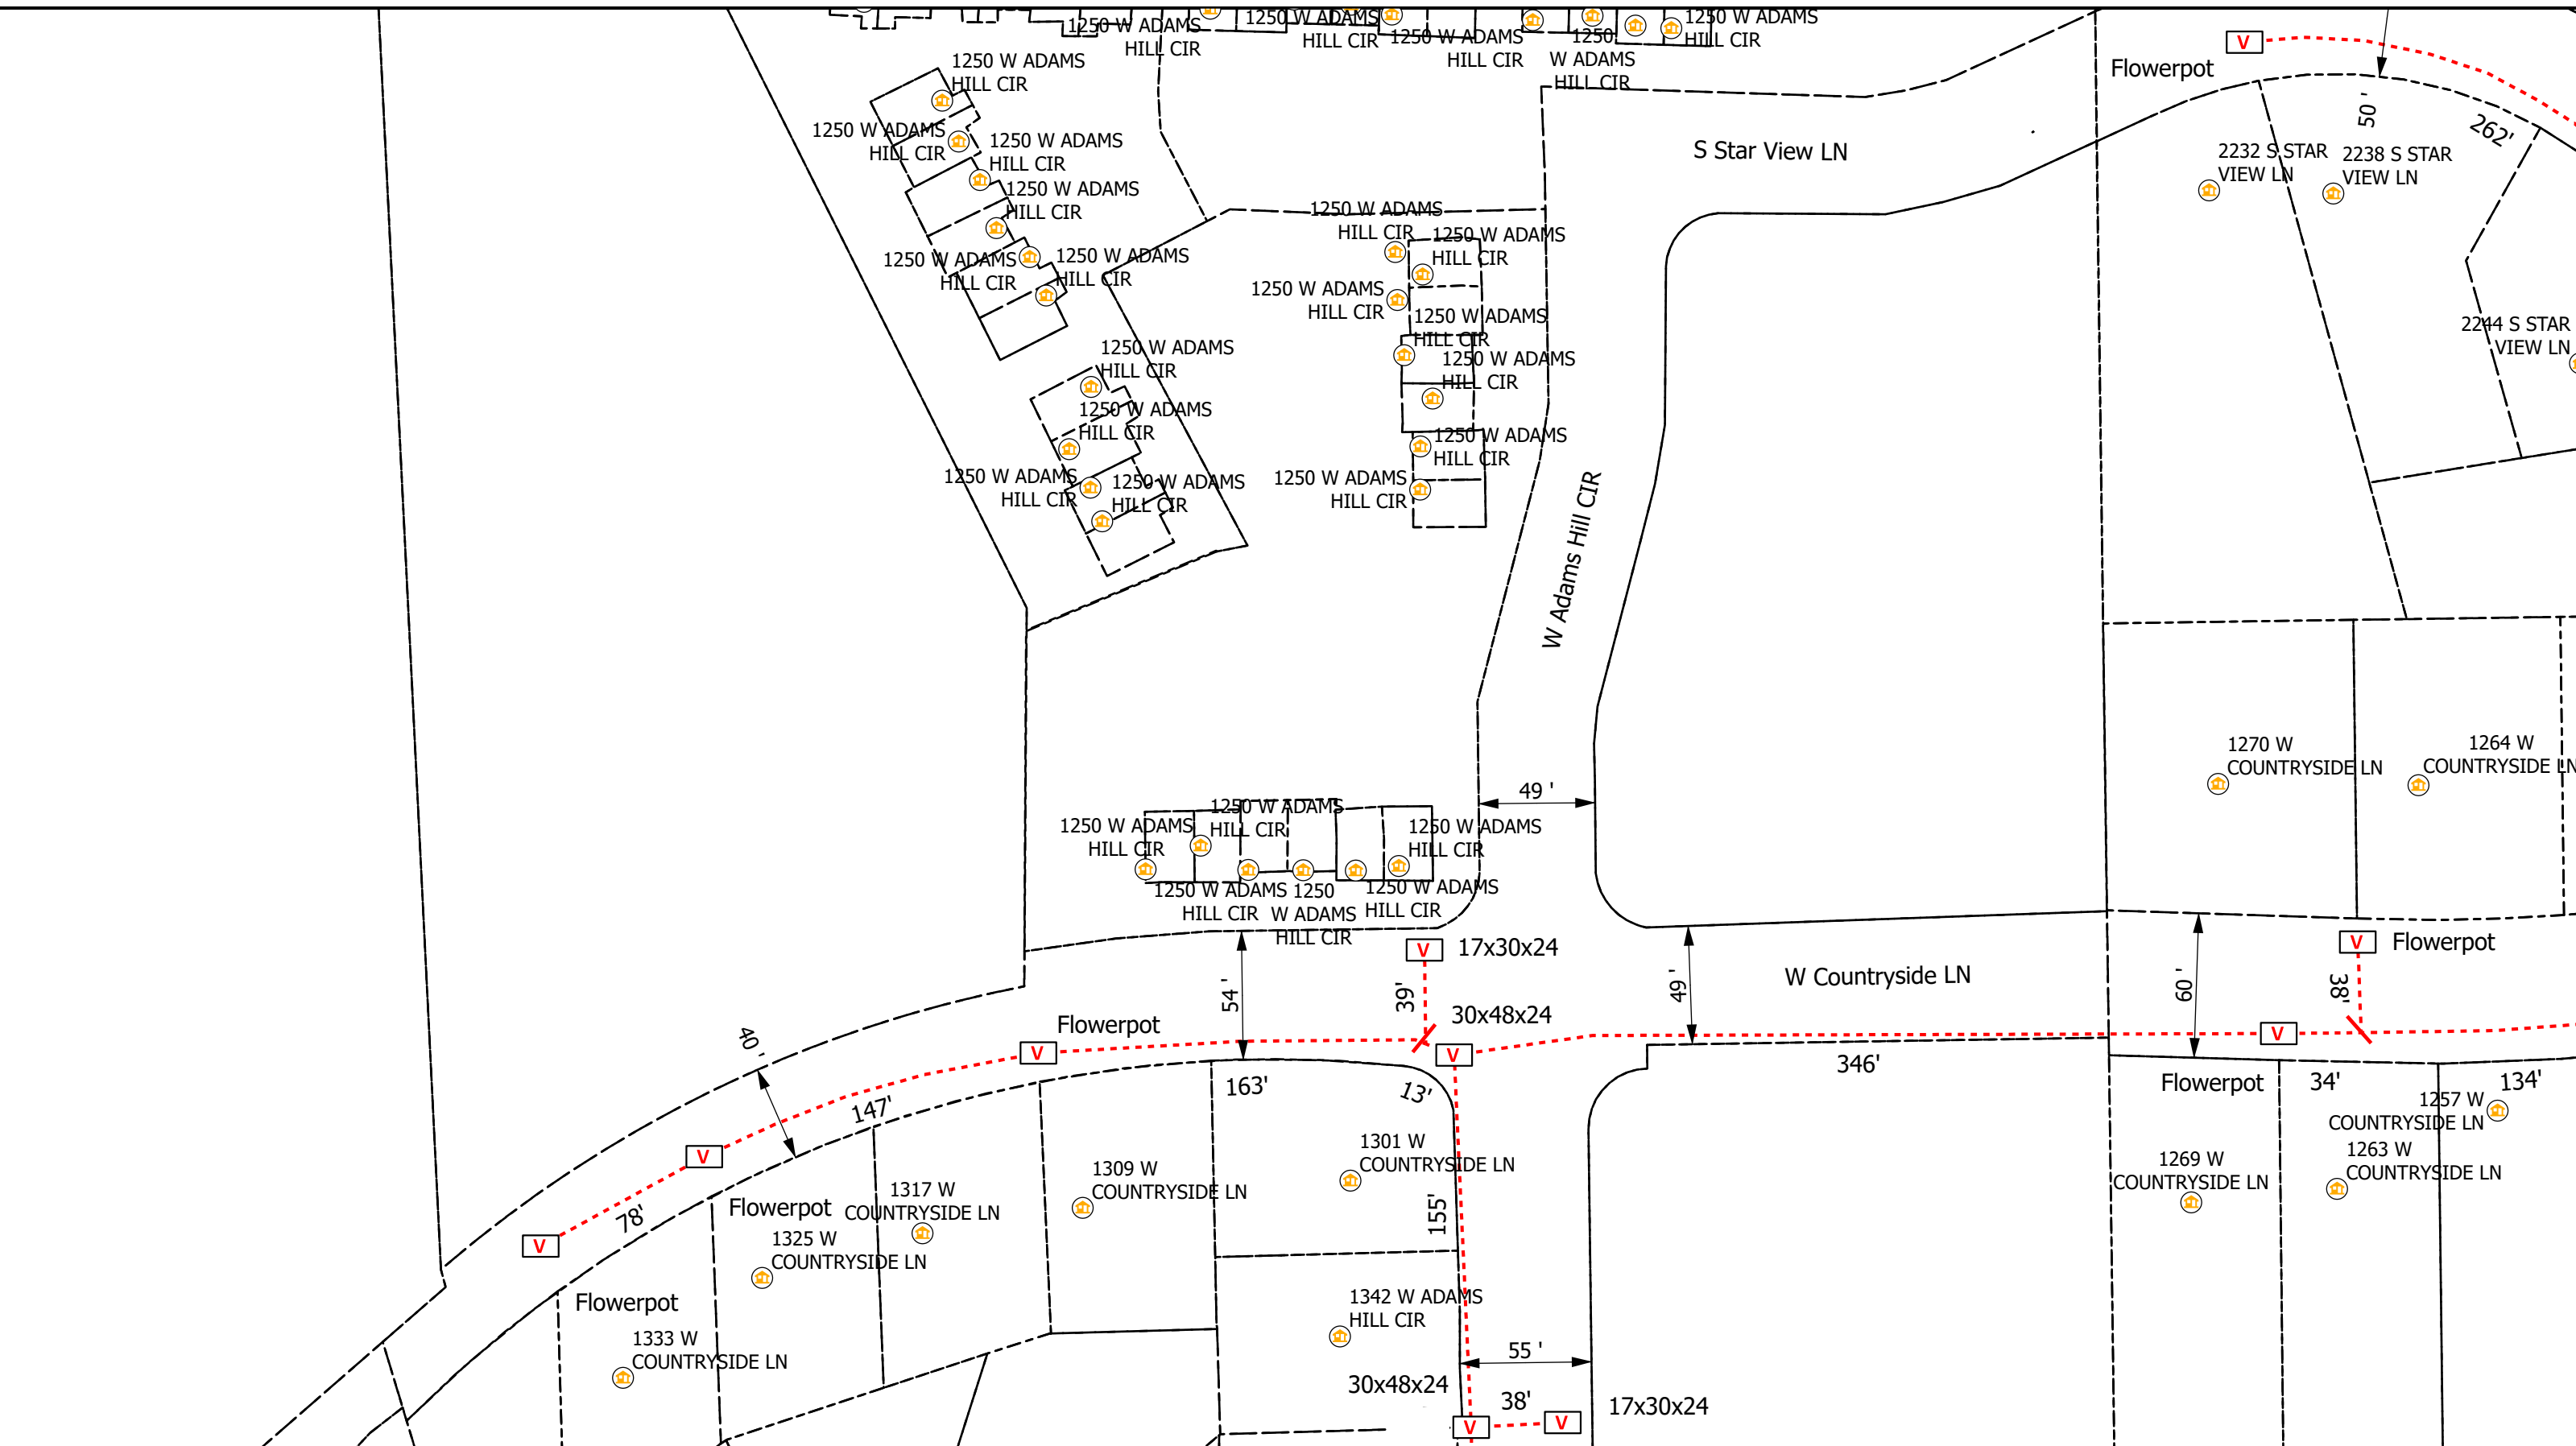 1250 W ADAMS
HILL CIR
1250 W ADAMS
HILL CIR
1250 W ADAMS
HILL CIR
1250
W ADAMS
HILL CIR
1250 W ADAMS
HILL CIR
V
Flowerpot
50 '
262'
1250 W ADAMS
HILL CIR
1250 W ADAMS
HILL CIR
1250 W ADAMS
HILL CIR
1250 W ADAMS
HILL CIR
1250 W ADAMS
HILL CIR
1250 W ADAMS
HILL CIR
S Star View LN
2232 S STAR
VIEW LN
2238 S STAR
VIEW LN
2244 S STAR
VIEW LN
1250 W ADAMS
HILL CIR
1250 W ADAMS
HILL CIR
1250 W ADAMS
HILL CIR
1250 W ADAMS
HILL CIR
1250 W ADAMS
HILL CIR
1250 W ADAMS
HILL CIR
1250 W ADAMS
HILL CIR
1250 W ADAMS
HILL CIR
1250 W ADAMS
HILL CIR
1250 W ADAMS
HILL CIR
1250 W ADAMS
HILL CIR
W Adams Hill CIR
1270 W
COUNTRYSIDE LN
1264 W
COUNTRYSIDE LN
49 '
1250 W ADAMS
HILL CIR
1250 W ADAMS
HILL CIR
1250 W ADAMS
HILL CIR
1250 W ADAMS
HILL CIR
1250
W ADAMS
HILL CIR
1250 W ADAMS
HILL CIR
V
17x30x24
V
Flowerpot
54 '
39'
49 '
W Countryside LN
60 '
38'
30x48x24
Flowerpot
40 '
V
V
V
346'
163'
13'
147'
Flowerpot
34'
134'
1257 W
COUNTRYSIDE LN
1301 W
COUNTRYSIDE LN
1263 W
COUNTRYSIDE LN
1269 W
COUNTRYSIDE LN
V
1309 W
COUNTRYSIDE LN
1317 W
COUNTRYSIDE LN
Flowerpot
78'
155'
V
1325 W
COUNTRYSIDE LN
Flowerpot
1342 W ADAMS
HILL CIR
1333 W
COUNTRYSIDE LN
55 '
30x48x24
38'
17x30x24
V
V